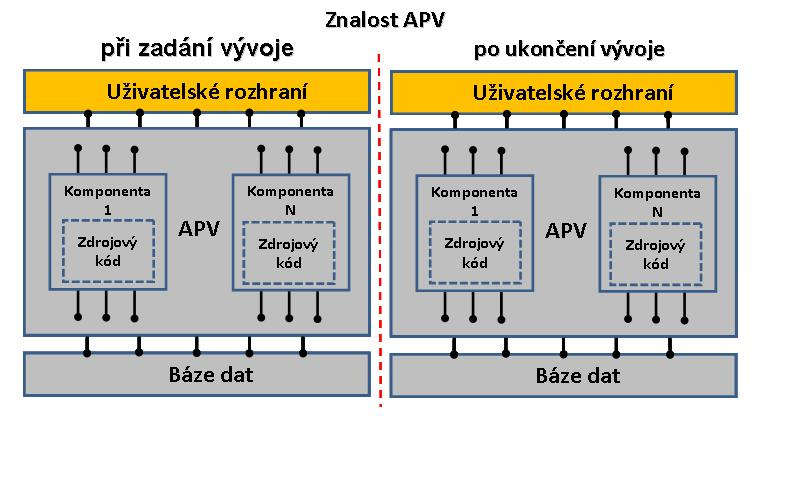 Znalost APV
při zadání vývoje
Uživatelské rozhraní
Komponenta
1
Zdrojový
kód
APV
Komponenta
N
Zdrojový
kód
Báze dat
po ukončení vývoje
Uživatelské rozhraní
Komponenta
1
Zdrojový
kód
APV
Komponenta
N
Zdrojový
kód
Báze dat